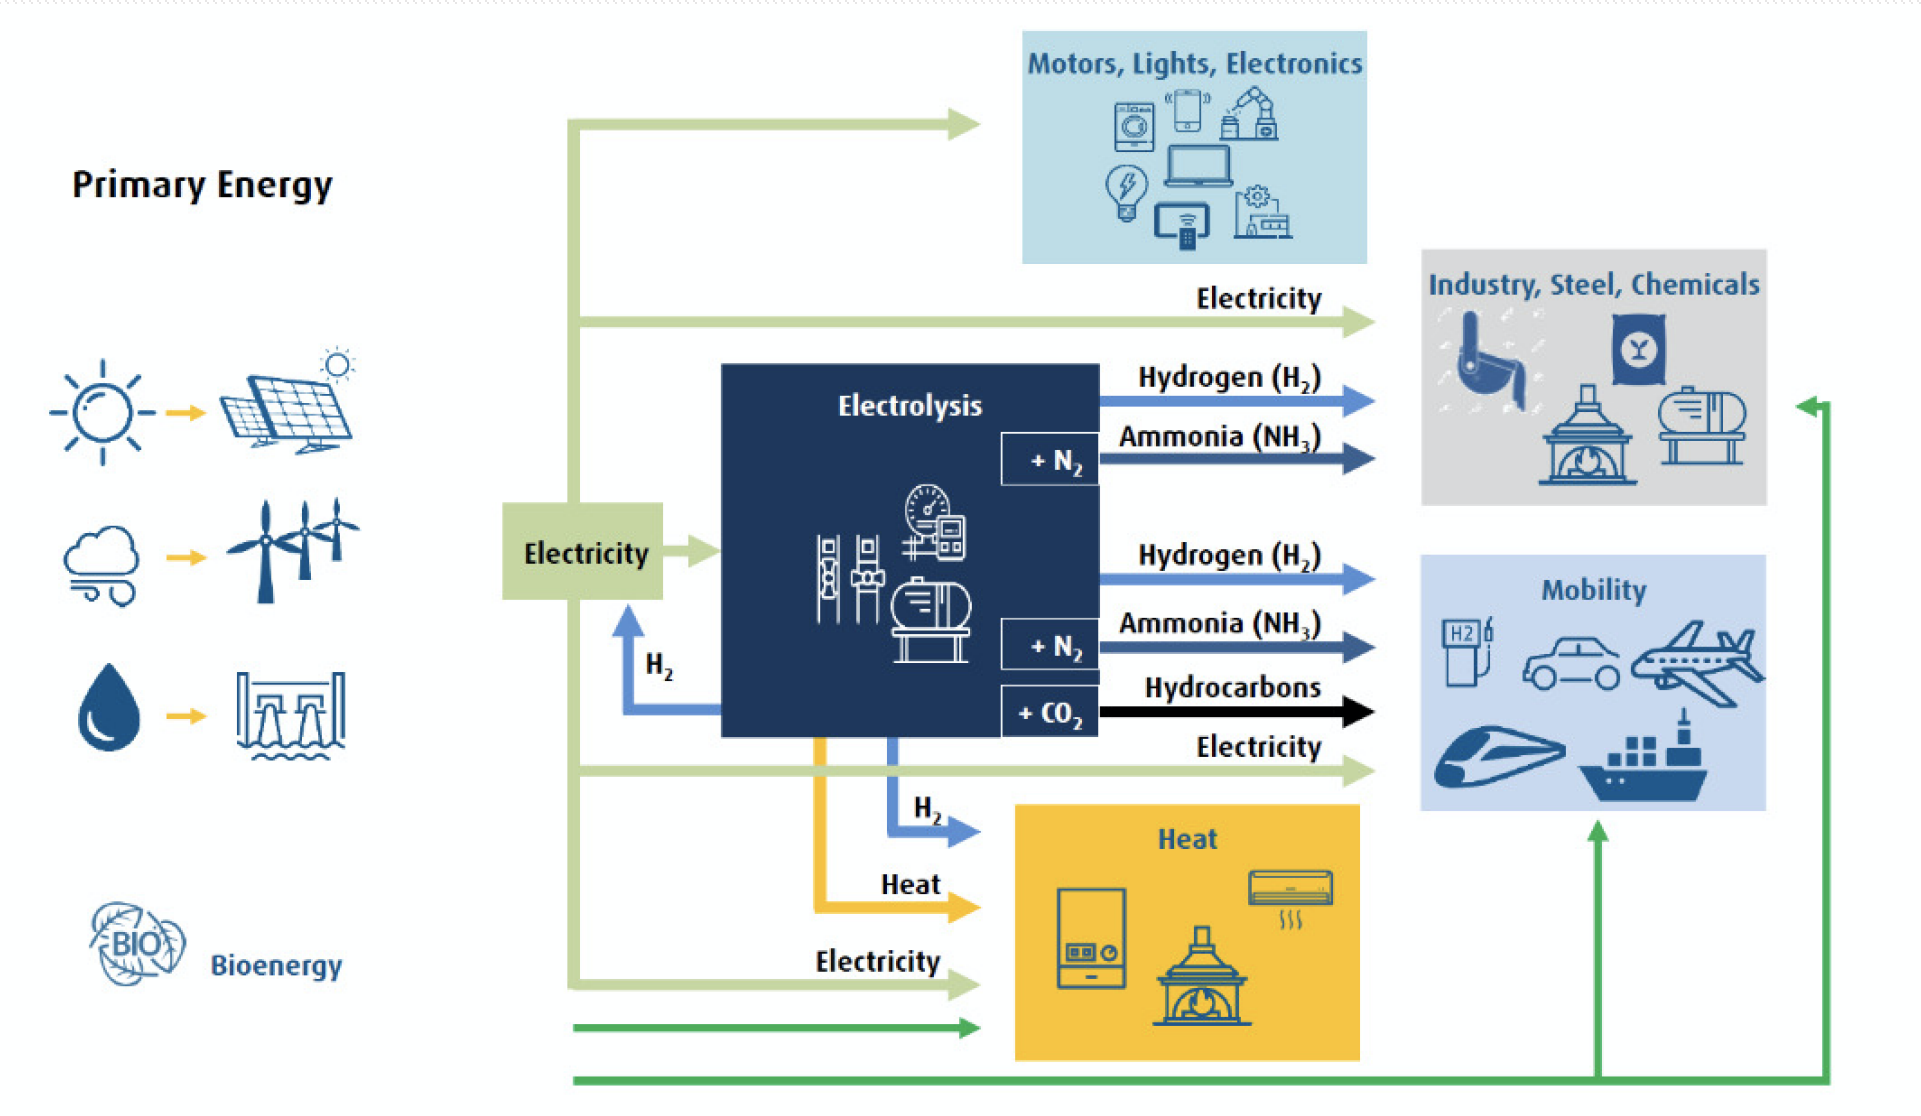 Motors, Lights, Electronics
Primary Energy
Electricity
Industry, Steel, Chemicals
Electrolysis
Hydrogen (H₂)
+ N₂
Ammonia (NH₃)
Electricity
Hydrogen (H₂)
Mobility
H2
+ N₂
Ammonia (NH₃)
H₂
+ CO₂
Hydrocarbons
Electricity
H₂
Heat
Heat
BIO
Bioenergy
Electricity